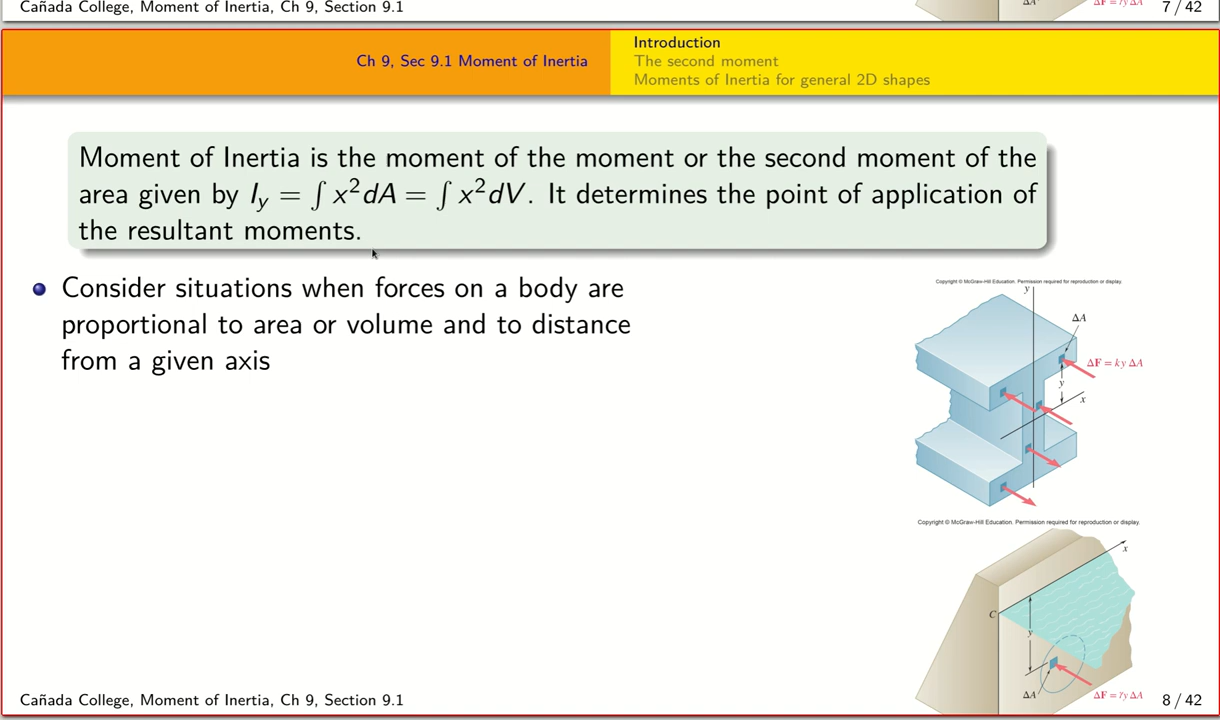 Cañada College, Moment of Inertia, Ch 9, Section 9.1
ΔA
ΔF = γy ΔA
7 / 42
Ch 9, Sec 9.1 Moment of Inertia
Introduction
The second moment
Moments of Inertia for general 2D shapes
Moment of Inertia is the moment of the moment or the second moment of the
area given by I_y = ∫ x²dA = ∫ x²dV. It determines the point of application of
the resultant moments.
Consider situations when forces on a body are
proportional to area or volume and to distance
from a given axis
Copyright © McGraw-Hill Education. Permission required for reproduction or display.
y
ΔA
ΔF = ky ΔA
y
x
Copyright © McGraw-Hill Education. Permission required for reproduction or display.
x
C
y
ΔA
ΔF = γy ΔA
Cañada College, Moment of Inertia, Ch 9, Section 9.1
8 / 42